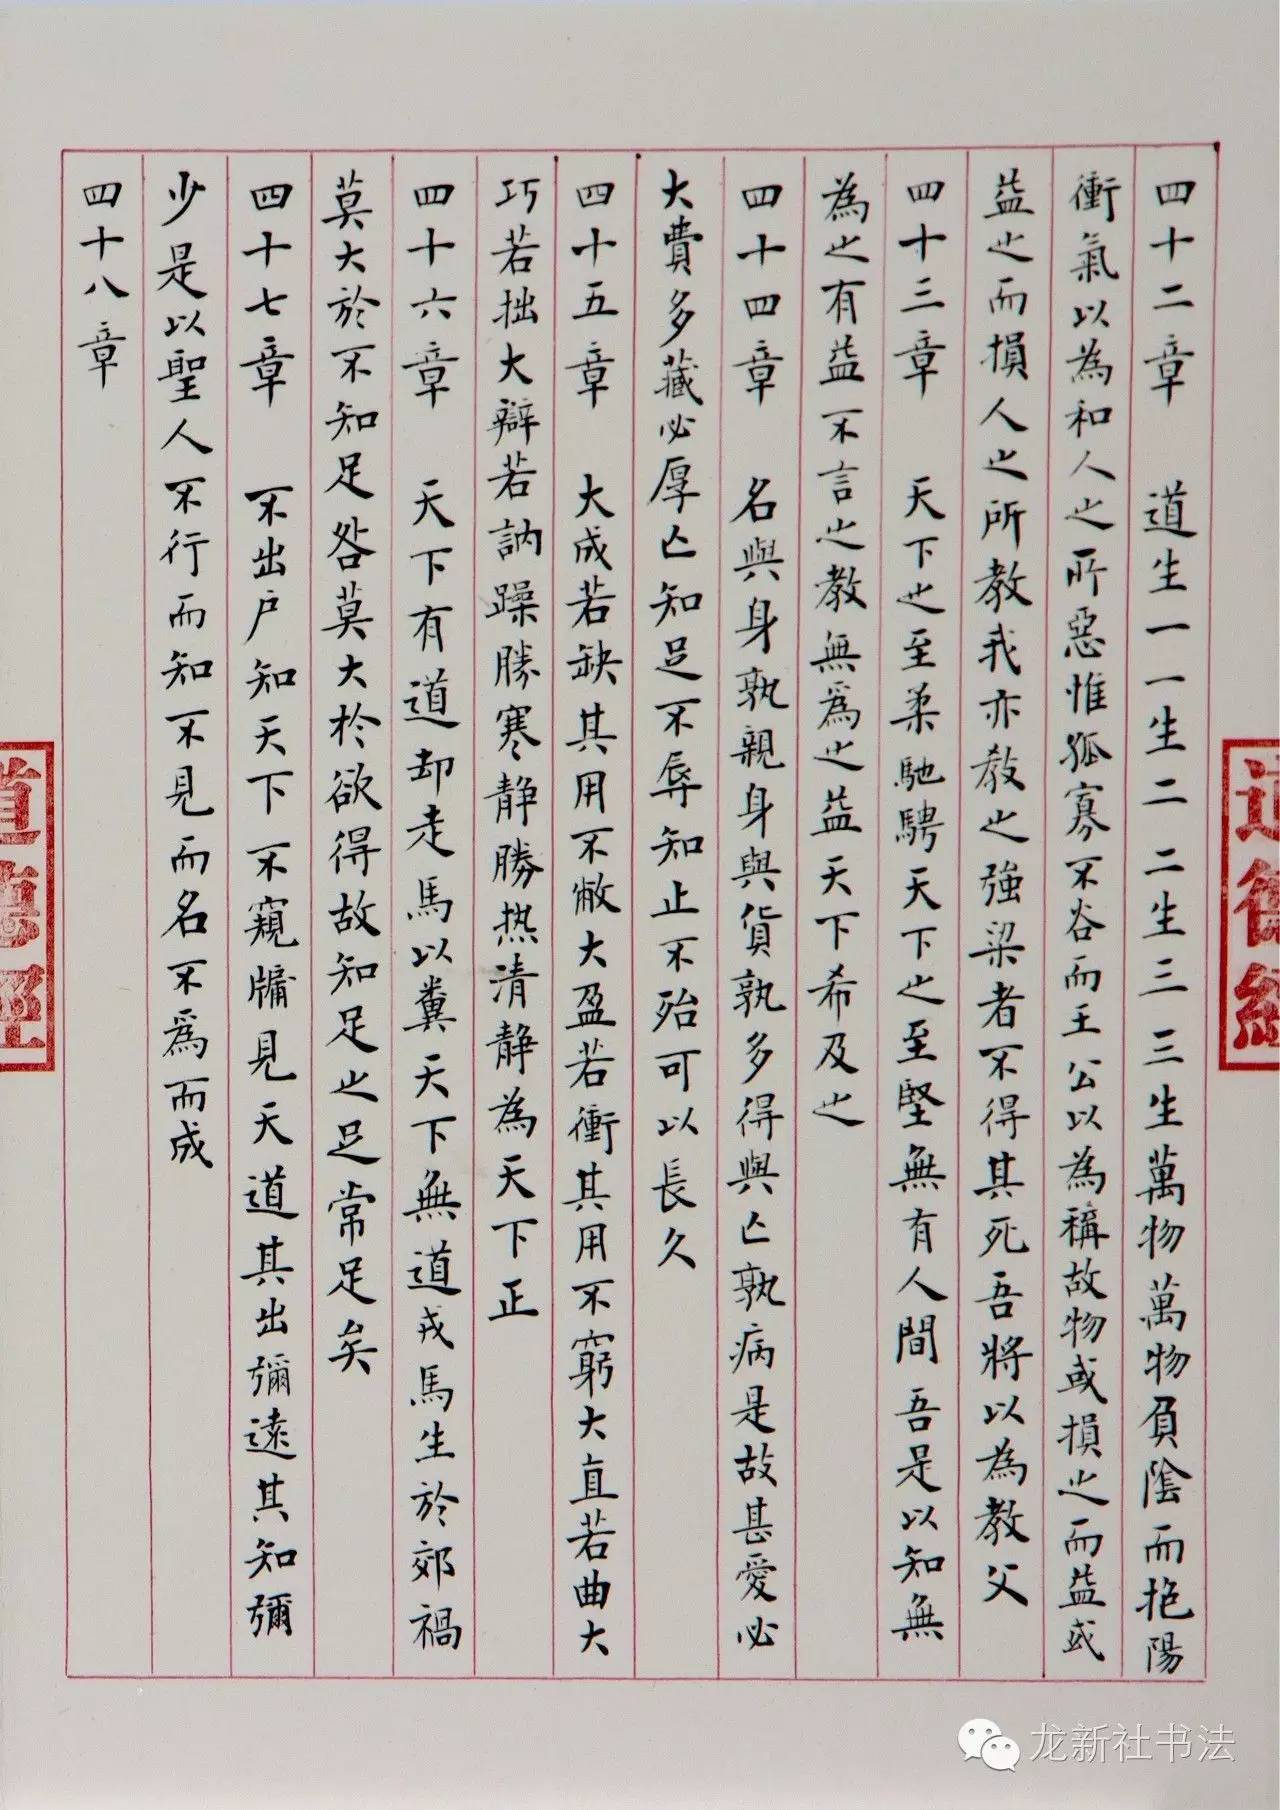 四十二章　道生一一生二二生三三生萬物萬物負陰而抱陽
衝氣以為和人之所惡惟孤寡不谷而王公以為稱故物或損之而益或
益之而損人之所教我亦教之強梁者不得其死吾將以為教父
四十三章　天下之至柔馳騁天下之至堅無有人間吾是以知無
為之有益不言之教無為之益天下希及之
四十四章　名與身孰親身與貨孰多得與亡孰病是故甚愛必
大費多藏必厚亡知足不辱知止不殆可以長久
四十五章　大成若缺其用不敝大盈若衝其用不窮大直若曲大
巧若拙大辯若訥躁勝寒静勝热清静為天下正
四十六章　天下有道却走馬以糞天下無道戎馬生於郊禍
莫大於不知足咎莫大於欲得故知足之足常足矣
四十七章　不出户知天下不窺牖見天道其出彌遠其知彌
少是以聖人不行而知不見而名不為而成
四十八章
道德經
道德經
龙新社书法